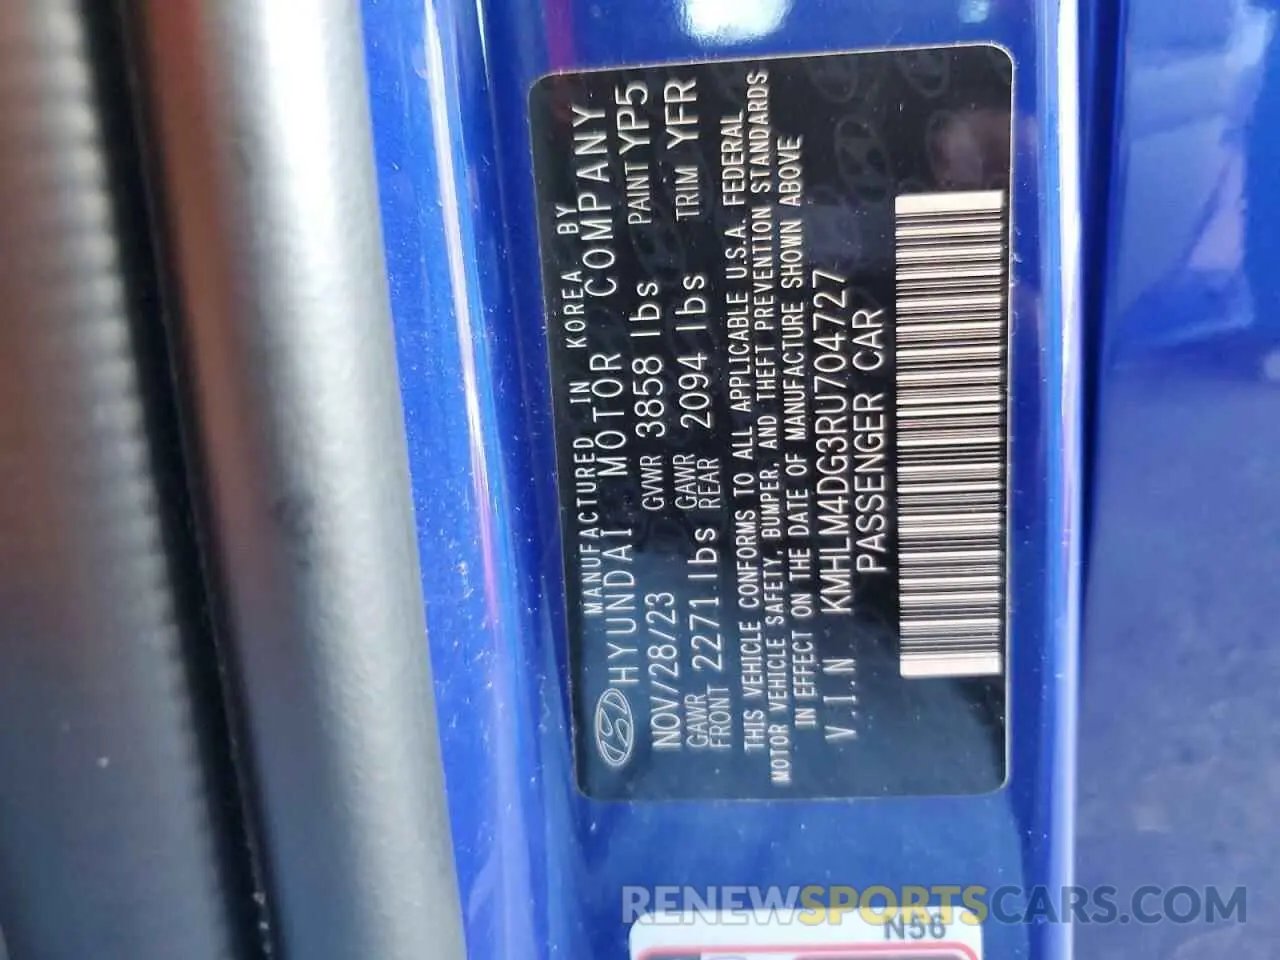 MANUFACTURED IN KOREA BY
HYUNDAI MOTOR COMPANY
NOV/28/23 GVWR 3858 lbs PAINT YP5
GAWR FRONT 2271 lbs GAWR REAR 2094 lbs TRIM YFR
THIS VEHICLE CONFORMS TO ALL APPLICABLE U.S.A. FEDERAL
MOTOR VEHICLE SAFETY, BUMPER, AND THEFT PREVENTION STANDARDS
IN EFFECT ON THE DATE OF MANUFACTURE SHOWN ABOVE
V.I.N KMHLM4DG3RU704727
PASSENGER CAR
N56
RENEWSPORTSCARS.COM